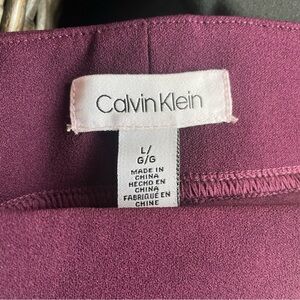 Calvin Klein
L/
G/G
MADE IN
CHINA
HECHO EN
CHINA
FABRIQUÉ EN
CHINE